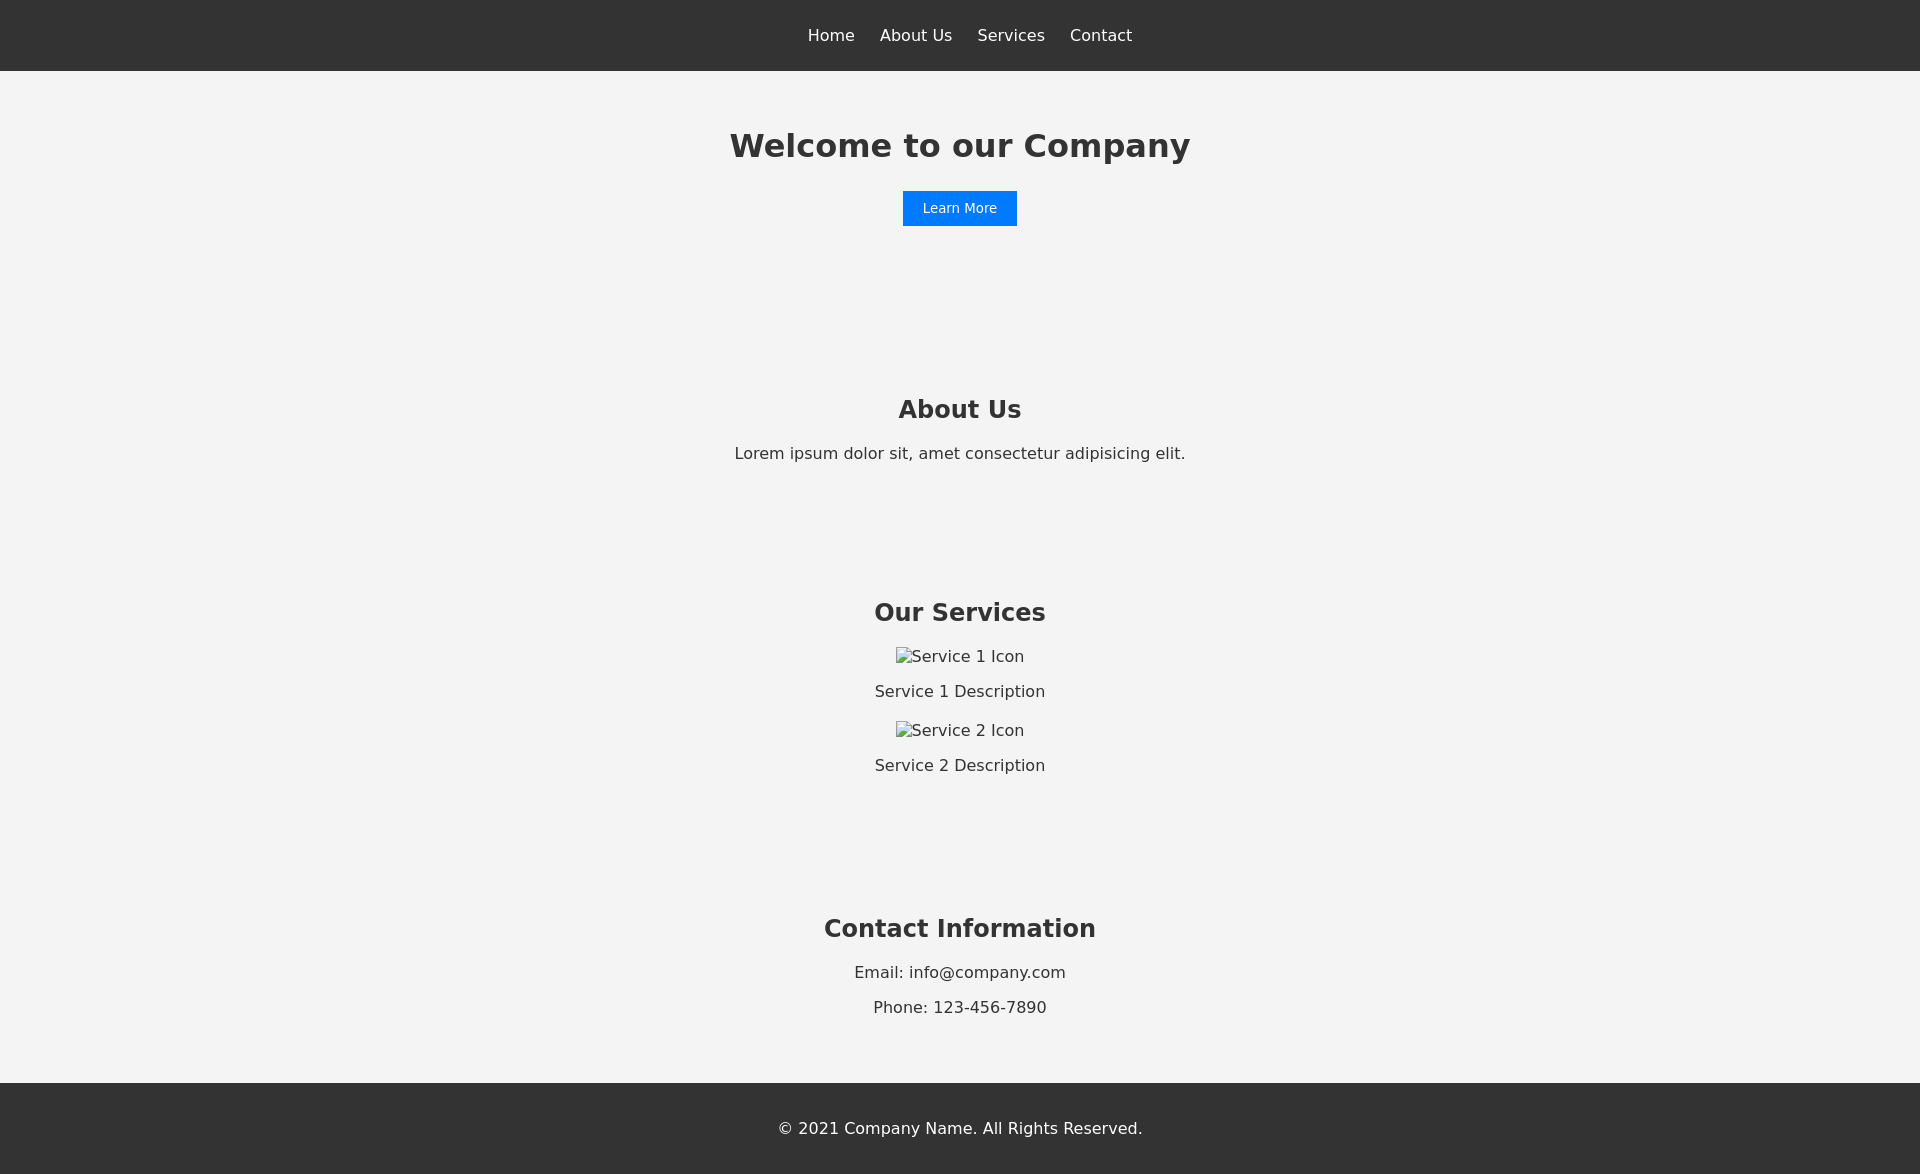 Home About Us Services Contact
Welcome to our Company
Learn More
About Us
Lorem ipsum dolor sit, amet consectetur adipisicing elit.
Our Services
Service 1 Icon
Service 1 Description
Service 2 Icon
Service 2 Description
Contact Information
Email: info@company.com
Phone: 123-456-7890
© 2021 Company Name. All Rights Reserved.